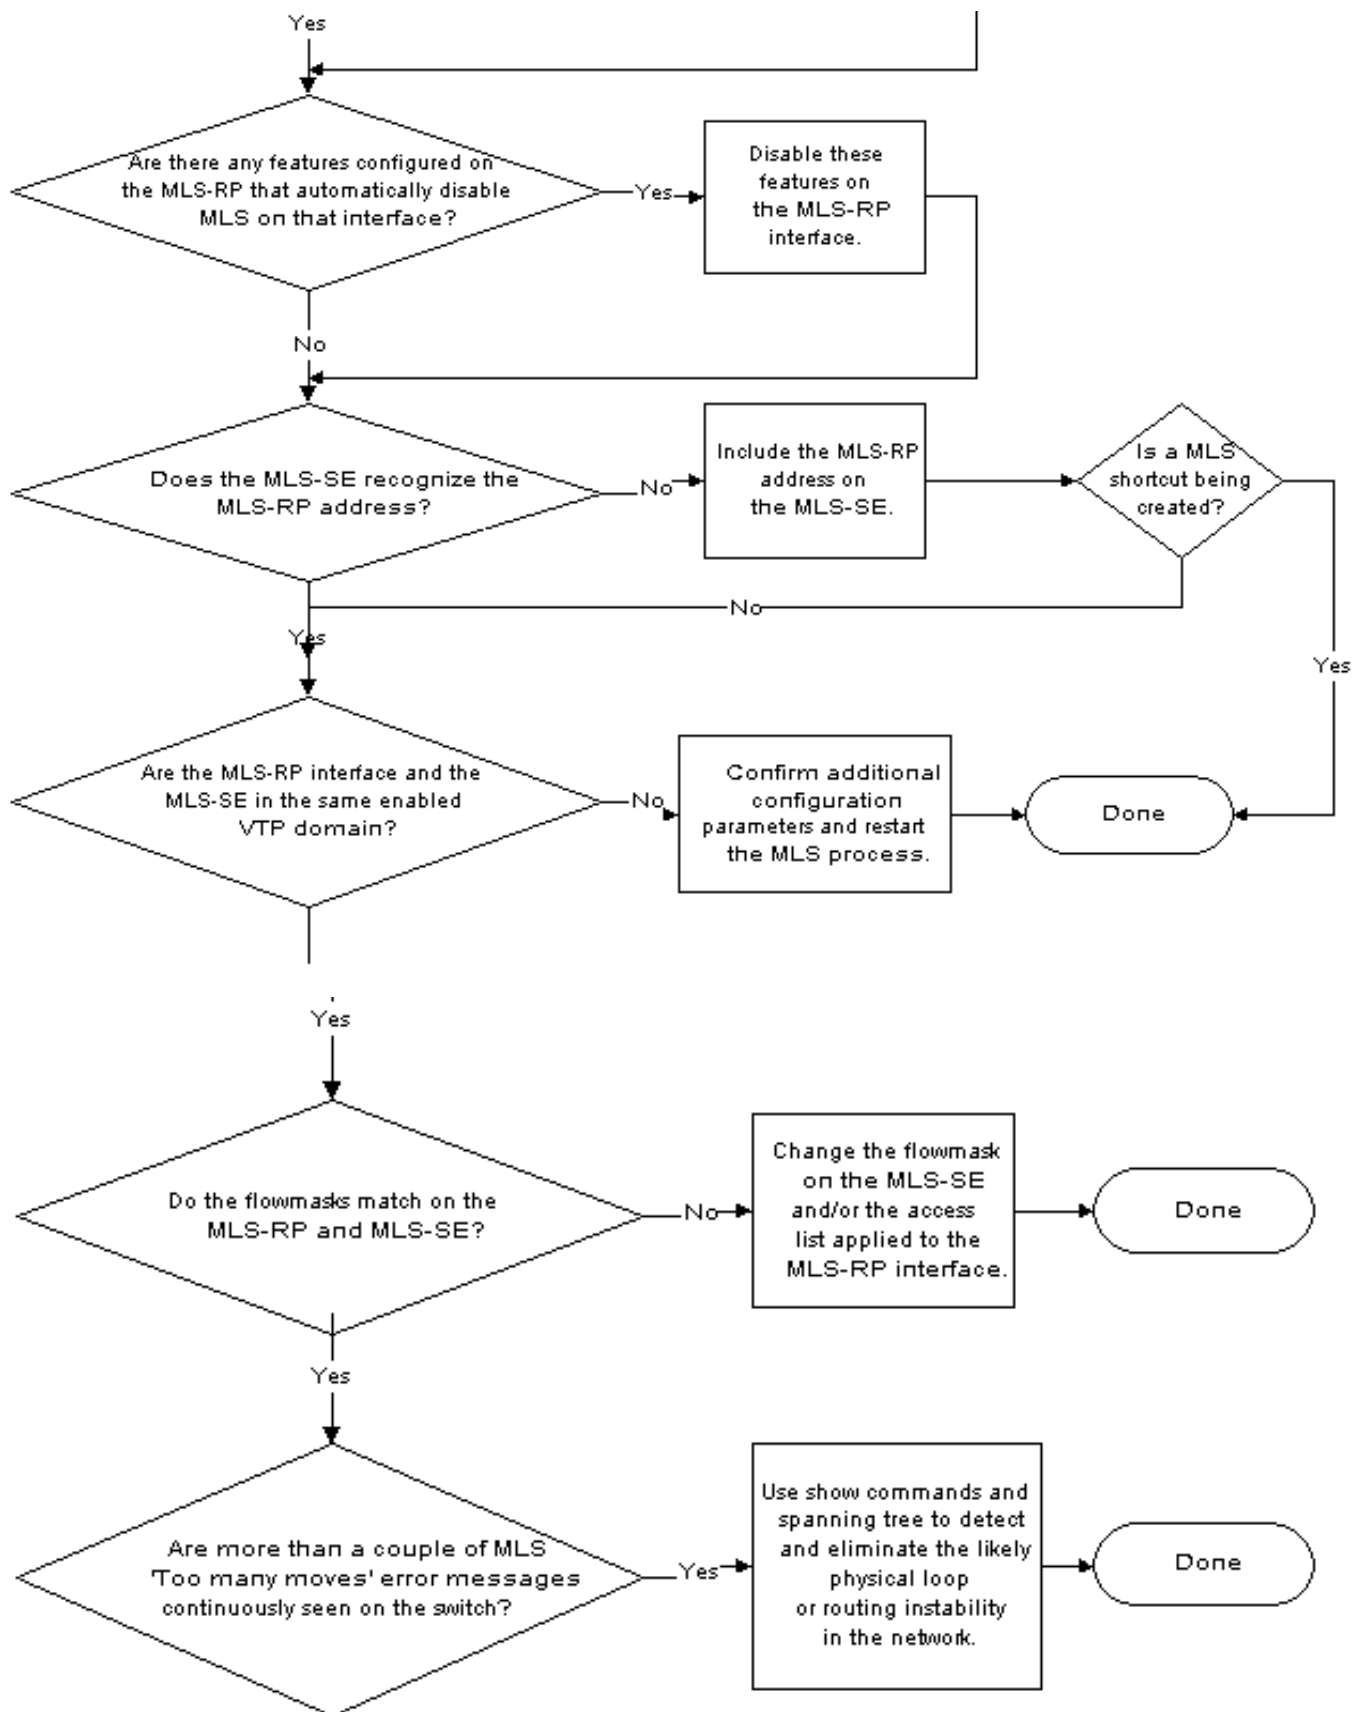 Yes
Are there any features configured on
the MLS-RP that automatically disable
MLS on that interface?
Yes
Disable these
features on
the MLS-RP
interface.
No
Does the MLS-SE recognize the
MLS-RP address?
No
Include the MLS-RP
address on
the MLS-SE.
Is a MLS
shortcut being
created?
No
Yes
Yes
Are the MLS-RP interface and the
MLS-SE in the same enabled
VTP domain?
No
Confirm additional
configuration
parameters and restart
the MLS process.
Done
Yes
Do the flowmasks match on the
MLS-RP and MLS-SE?
No
Change the flowmask
on the MLS-SE
and/or the access
list applied to the
MLS-RP interface.
Done
Yes
Are more than a couple of MLS
'Too many moves' error messages
continuously seen on the switch?
Yes
Use show commands and
spanning tree to detect
and eliminate the likely
physical loop
or routing instability
in the network.
Done